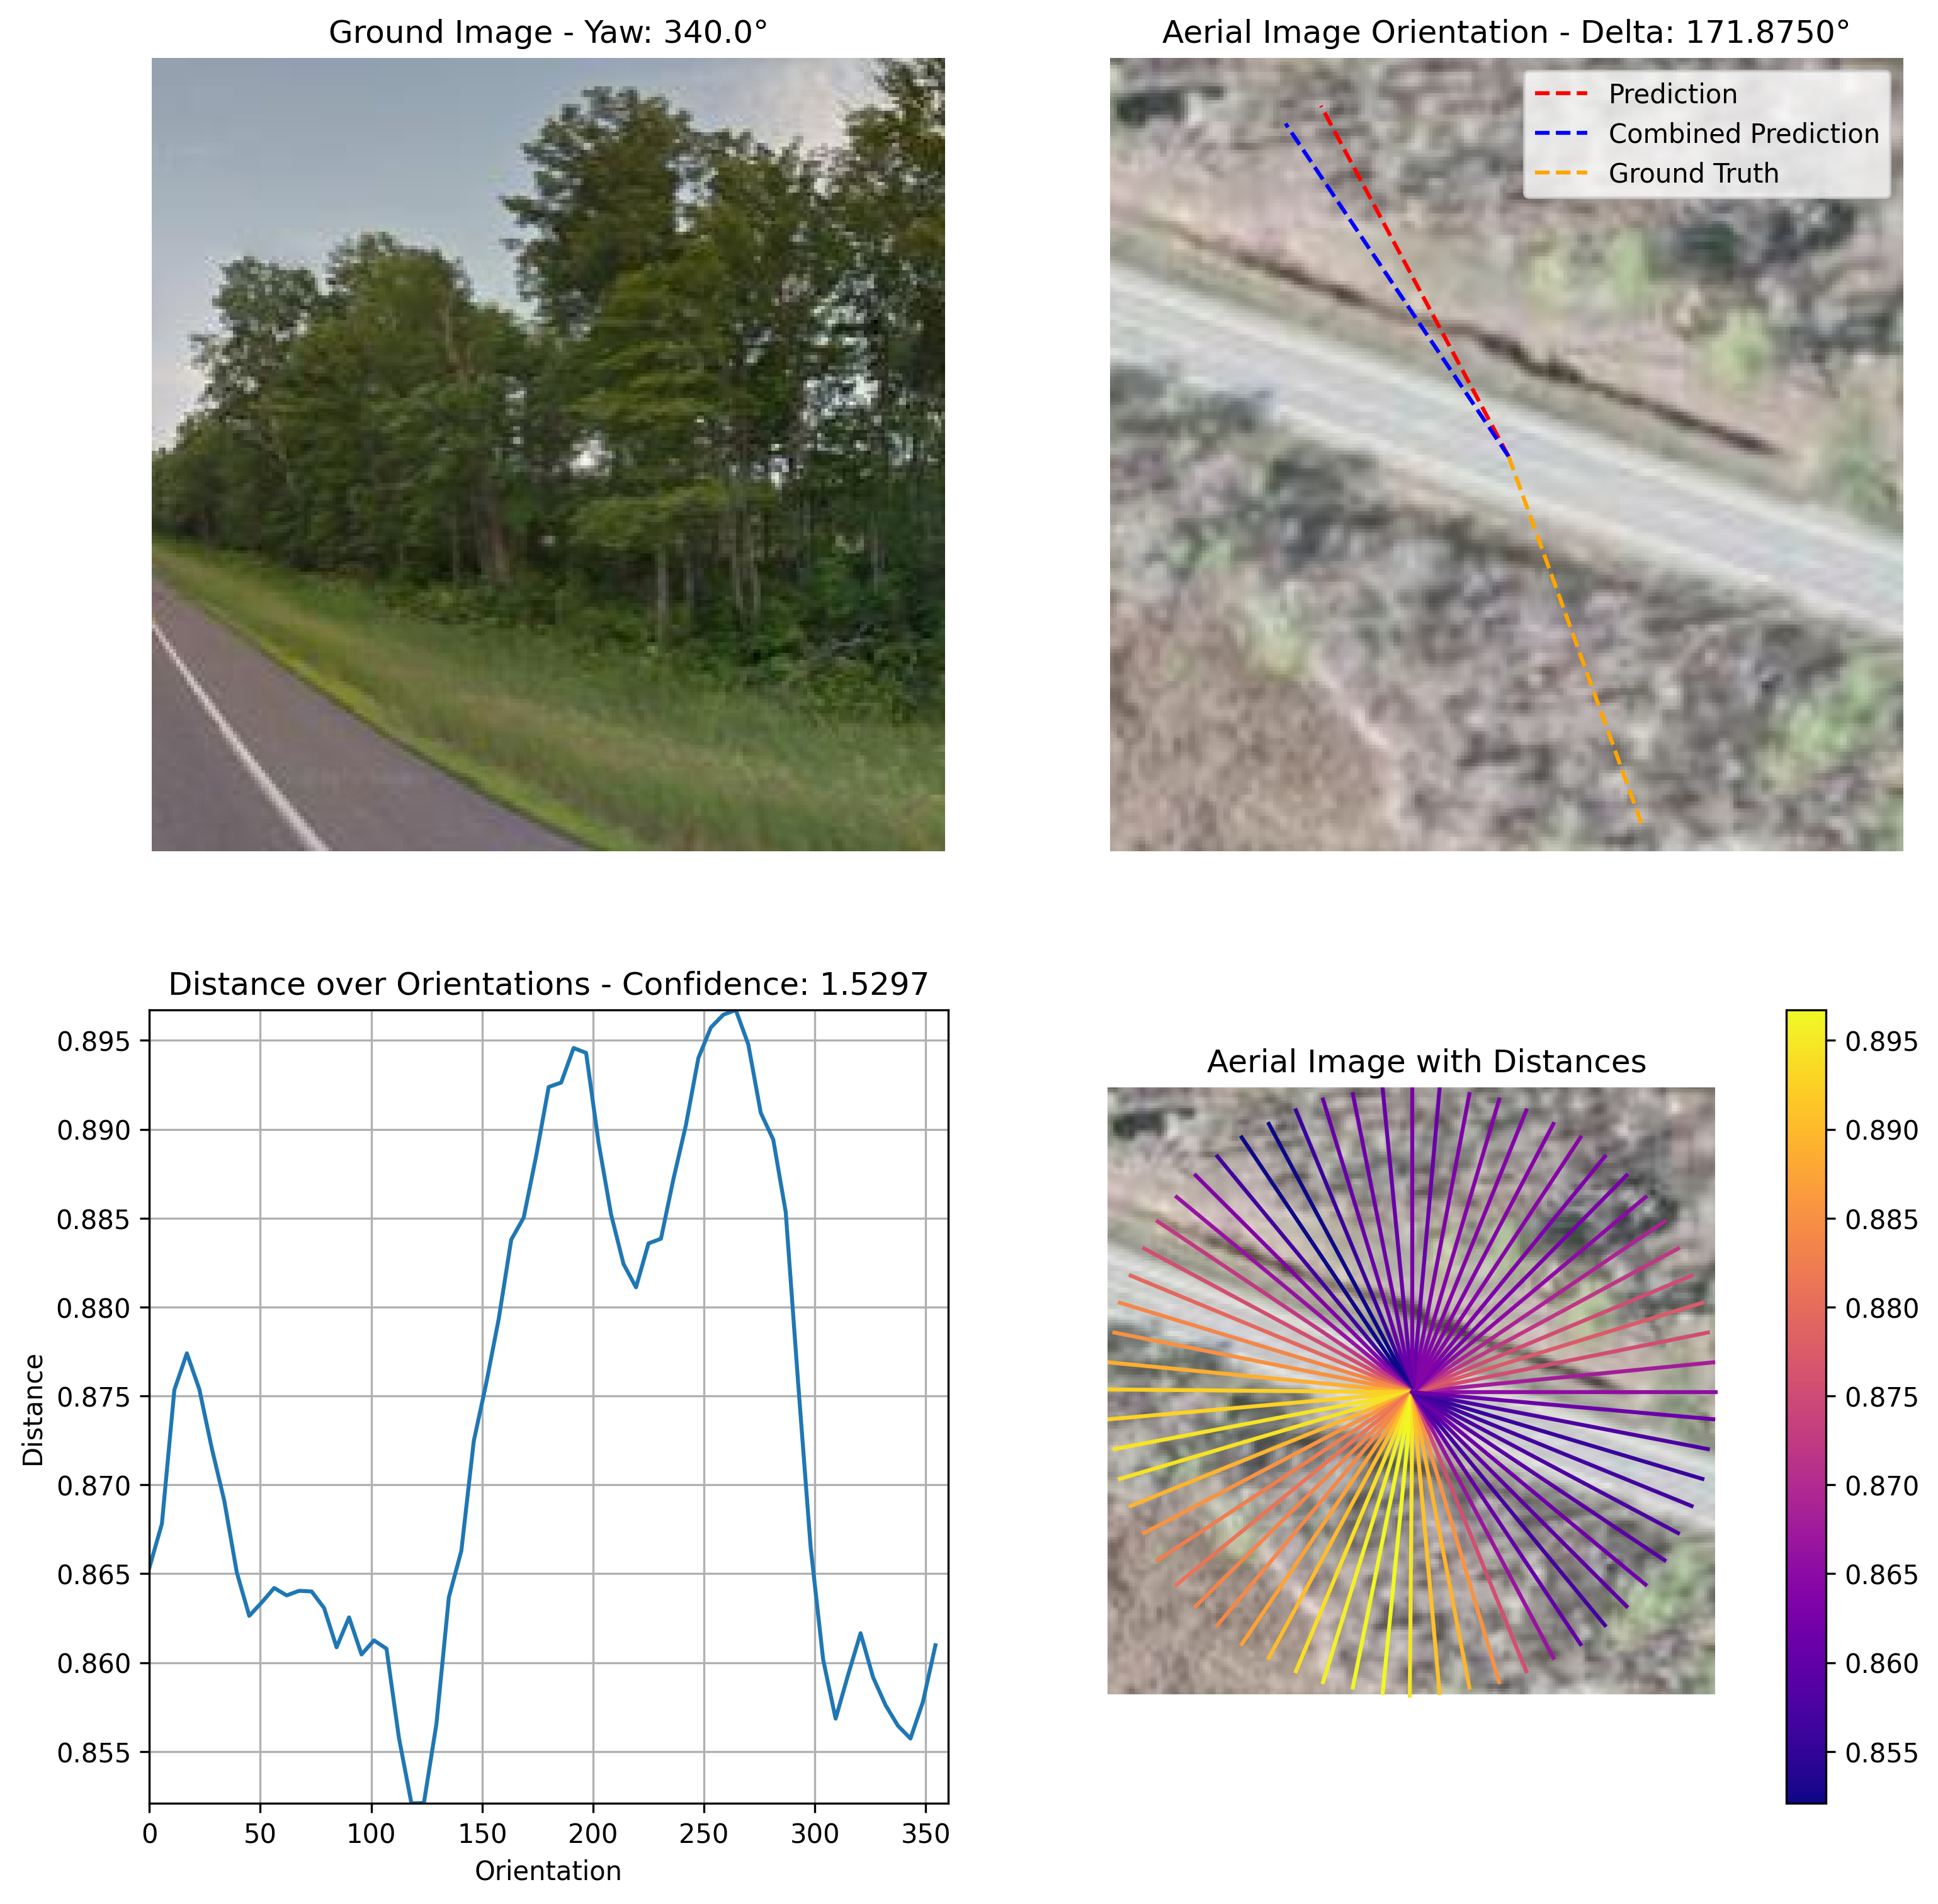 Ground Image - Yaw: 340.0°
Aerial Image Orientation - Delta: 171.8750°
Prediction
Combined Prediction
Ground Truth
Distance over Orientations - Confidence: 1.5297
0.895
0.890
0.885
0.880
0.875
0.870
0.865
0.860
0.855
Distance
0 50 100 150 200 250 300 350
Orientation
Aerial Image with Distances
0.895
0.890
0.885
0.880
0.875
0.870
0.865
0.860
0.855